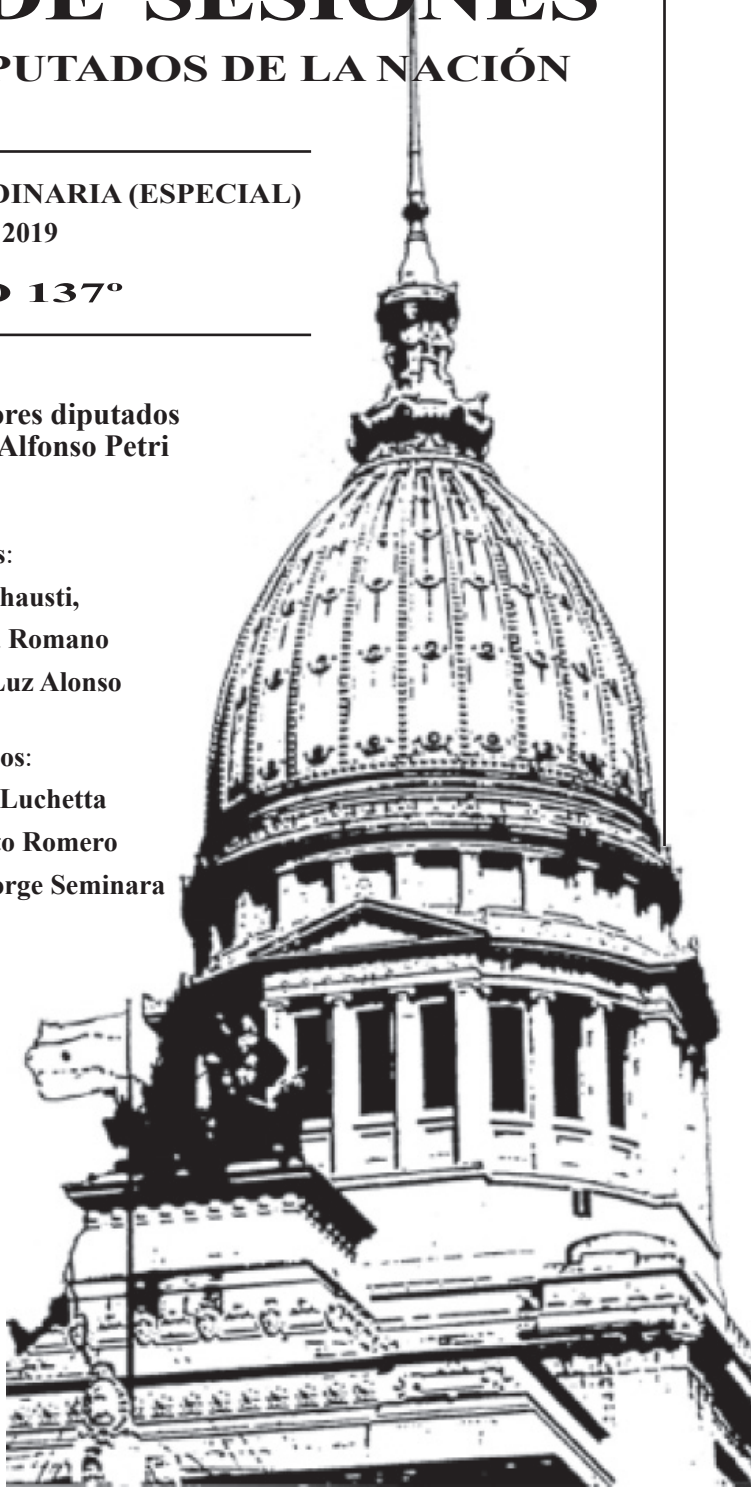 DE SESIONES
PUTADOS DE LA NACIÓN
DINARIA (ESPECIAL)
2019
137º
ores diputados
Alfonso Petri
s:
hausti,
Romano
Luz Alonso
os:
Luchetta
to Romero
orge Seminara